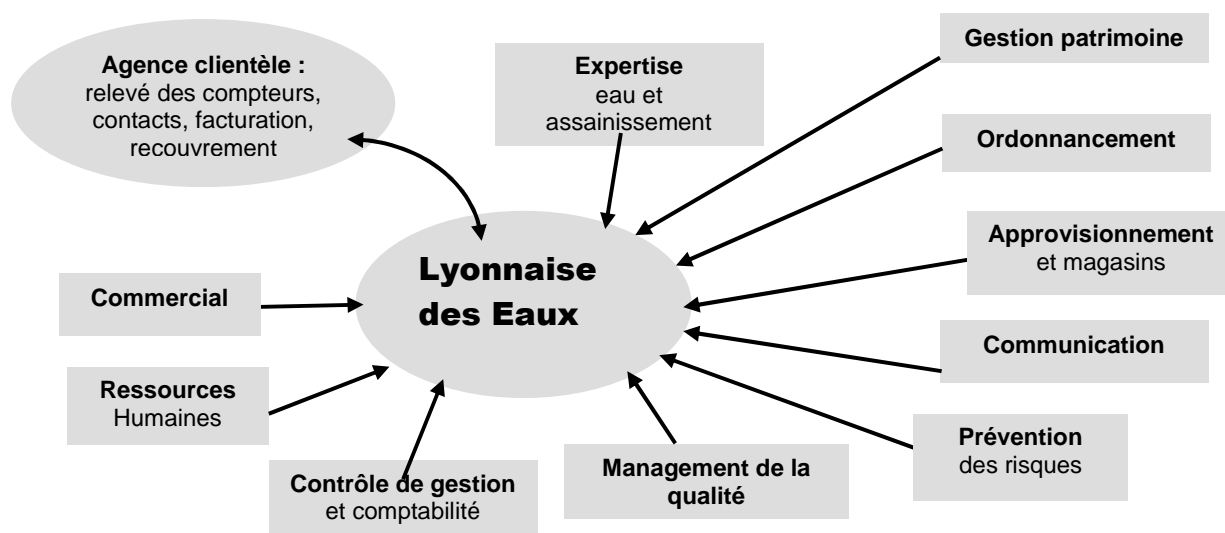 Agence clientèle :
relevé des compteurs,
contacts, facturation,
recouvrement
Expertise
eau et
assainissement
Gestion patrimoine
Ordonnancement
Approvisionnement
et magasins
Lyonnaise
des Eaux
Commercial
Communication
Ressources
Humaines
Prévention
des risques
Contrôle de gestion
et comptabilité
Management de la
qualité